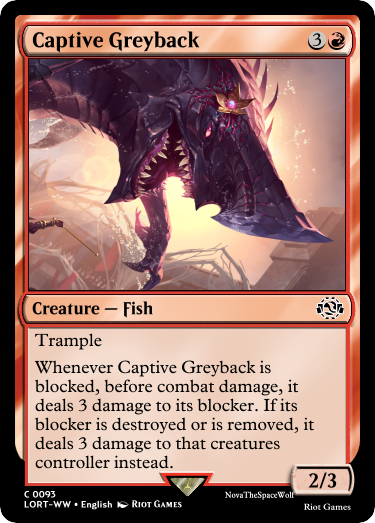 Captive Greyback 3
Creature — Fish
Trample
Whenever Captive Greyback is
blocked, before combat damage, it
deals 3 damage to its blocker. If its
blocker is destroyed or is removed, it
deals 3 damage to that creatures
controller instead.
2/3
C 0093
LORT-WW • English RIOT GAMES
NovaTheSpaceWolf
Riot Games